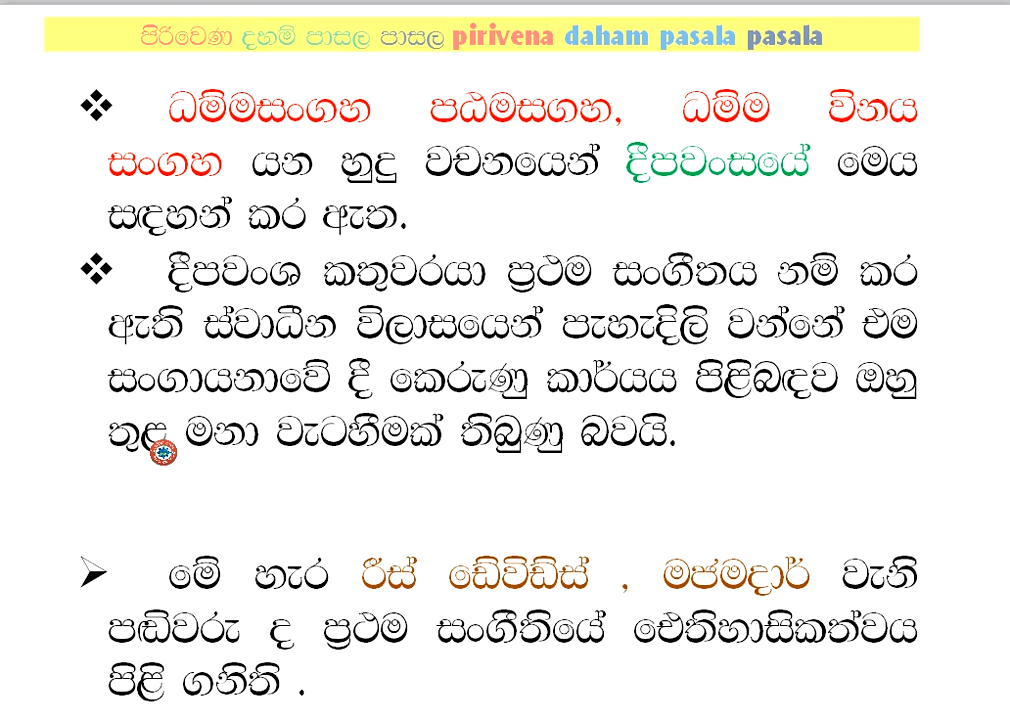 පිරිවෙණ දහම් පාසල පාසල pirivena daham pasala pasala
❖ ධම්මසංගහ පඨමසගහ, ධම්ම විනය
සංගහ යන හුදු වචනයෙන් දීපවංසයේ මෙය
සඳහන් කර ඇත.
❖ දීපවංශ කතුවරයා ප්‍රථම සංගීතය නම් කර
ඇති ස්වාධීන විලාසයෙන් පැහැදිලි වන්නේ එම
සංගායනාවේ දී කෙරුණු කාර්යය පිළිබඳව ඔහු
තුළ මනා වැටහීමක් තිබුණු බවයි.
➢ මේ හැර රීස් ඩේවිඩ්ස් , මජමදාර් වැනි
පඬිවරු ද ප්‍රථම සංගීතියේ ඓතිහාසිකත්වය
පිළි ගනිති .